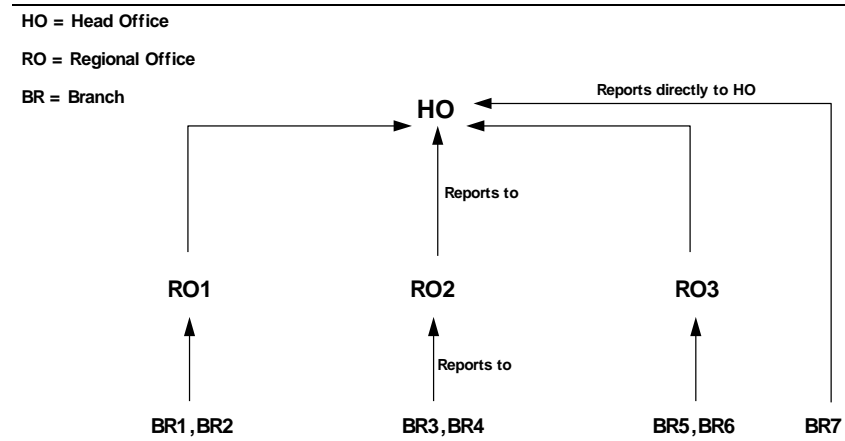 HO = Head Office
RO = Regional Office
BR = Branch
Reports directly to HO
HO
Reports to
RO1 RO2 RO3
Reports to
BR1,BR2 BR3,BR4 BR5,BR6 BR7